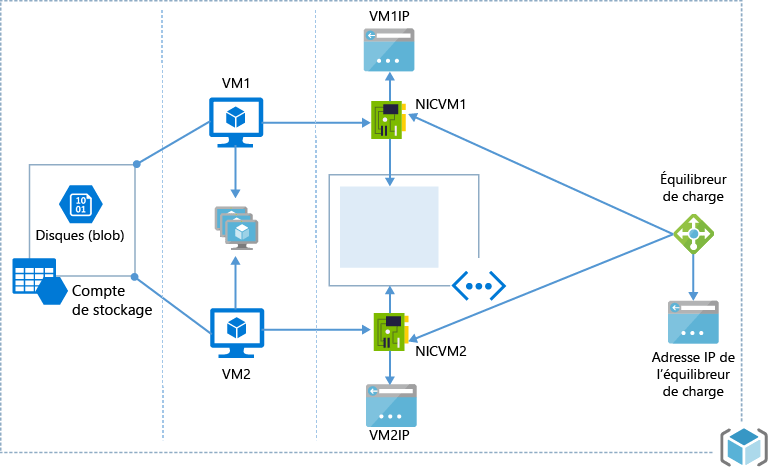 VM1IP
VM1
NICVM1
Équilibreur
de charge
10
01
Disques (blob)
Compte
de stockage
VM2
NICVM2
VM2IP
Adresse IP de
l'équilibreur
de charge